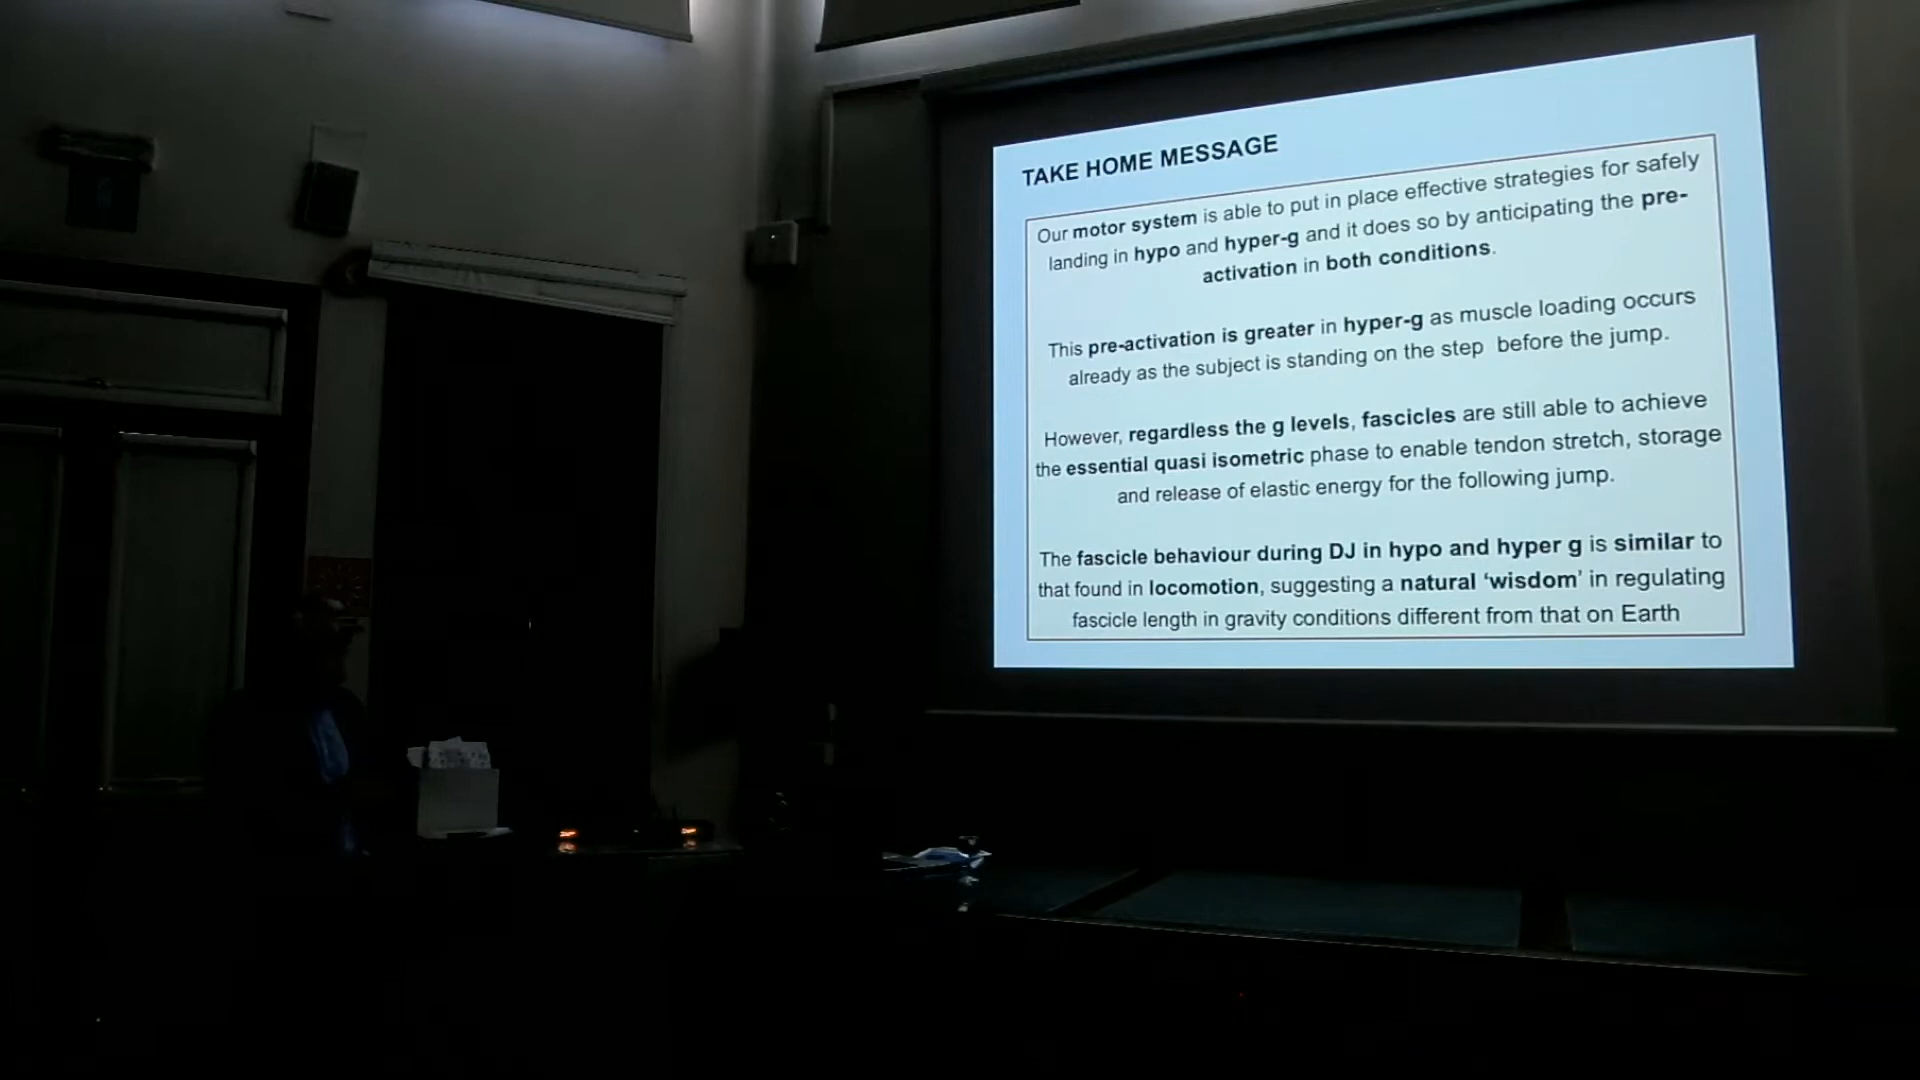 TAKE HOME MESSAGE
Our motor system is able to put in place effective strategies for safely
landing in hypo and hyper-g and it does so by anticipating the pre-
activation in both conditions.
This pre-activation is greater in hyper-g as muscle loading occurs
already as the subject is standing on the step before the jump.
However, regardless the g levels, fascicles are still able to achieve
the essential quasi isometric phase to enable tendon stretch, storage
and release of elastic energy for the following jump.
The fascicle behaviour during DJ in hypo and hyper g is similar to
that found in locomotion, suggesting a natural ‘wisdom’ in regulating
fascicle length in gravity conditions different from that on Earth